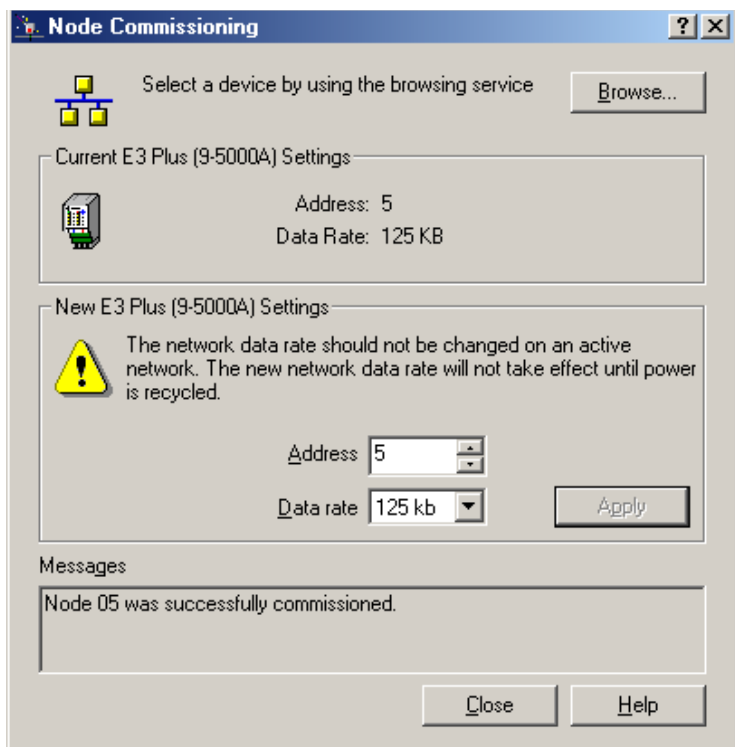 Node Commissioning
Select a device by using the browsing service
Browse...
Current E3 Plus (9-5000A) Settings
Address: 5
Data Rate: 125 KB
New E3 Plus (9-5000A) Settings
The network data rate should not be changed on an active
network. The new network data rate will not take effect until power
is recycled.
Address 5
Data rate 125 kb
Apply
Messages
Node 05 was successfully commissioned.
Close
Help